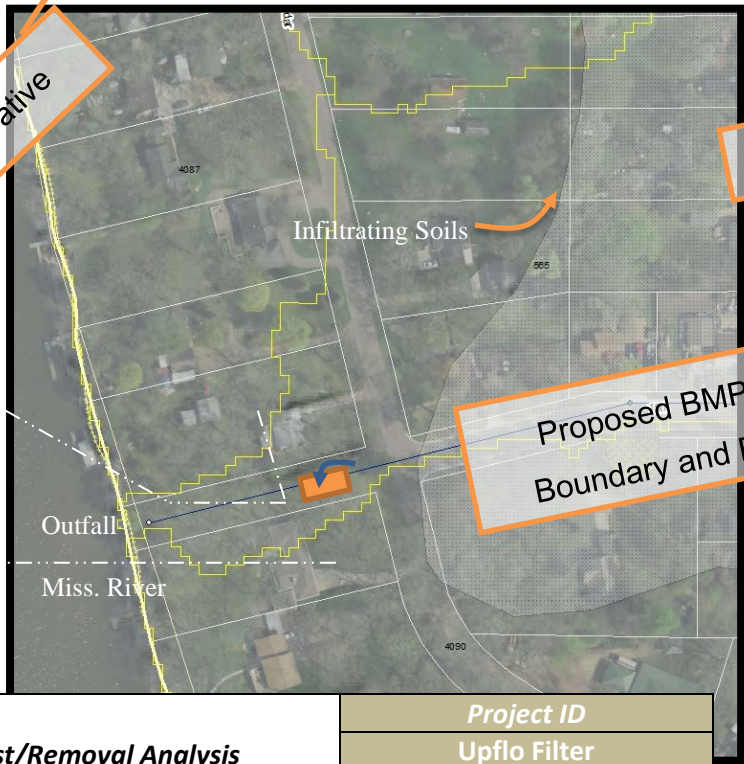 4087
Infiltrating Soils
565
Proposed BMP
Boundary and
Outfall
Miss. River
4090
Project ID
st/Removal Analysis
Upflo Filter
ative